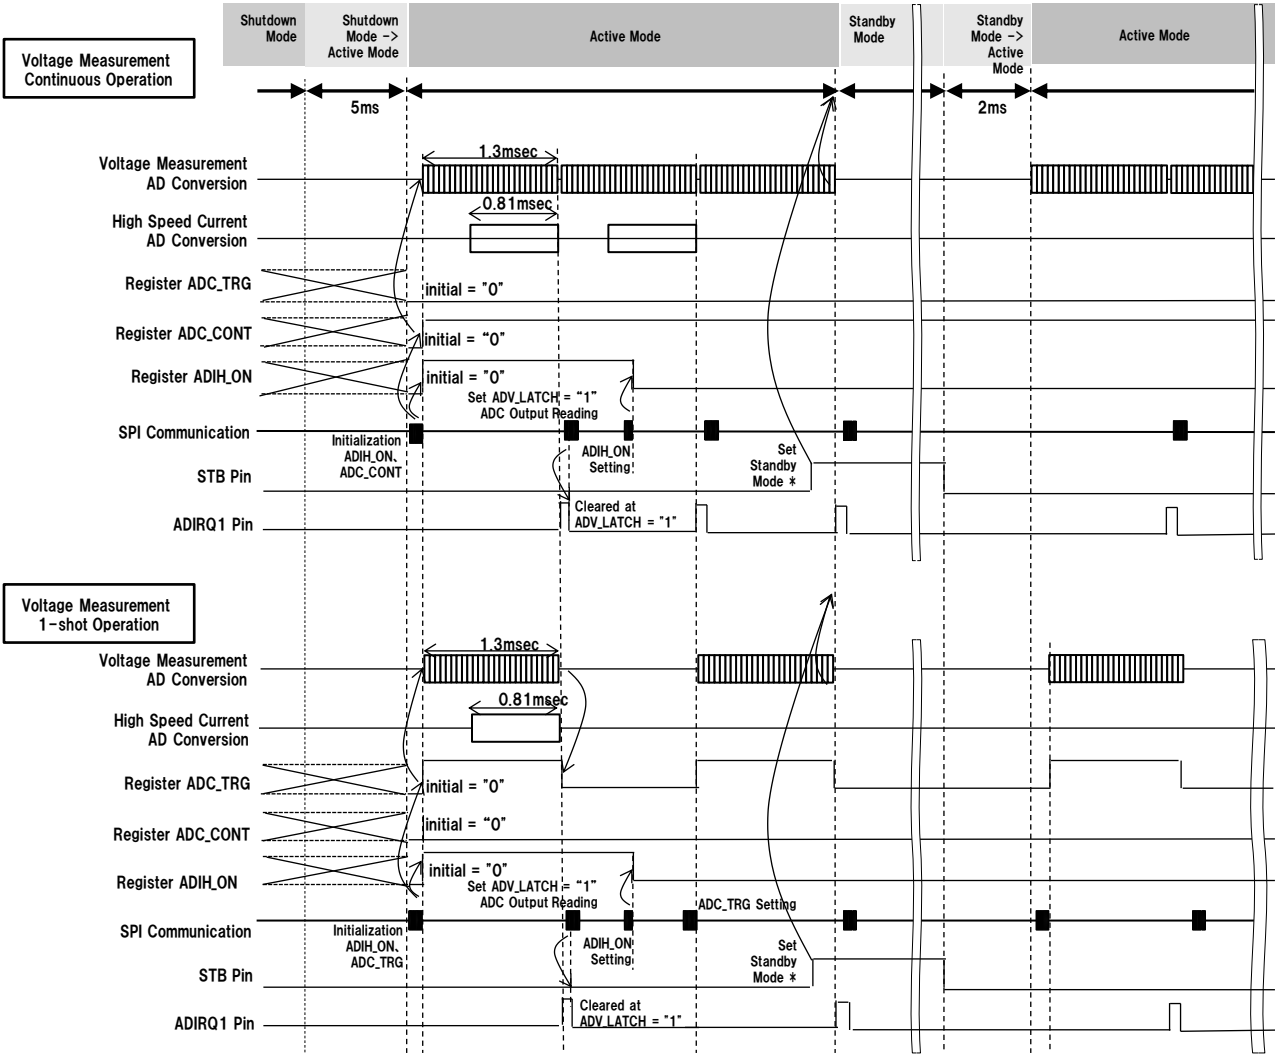 Shutdown
Mode
Shutdown
Mode ->
Active Mode
Active Mode
Standby
Mode
Standby
Mode ->
Active
Mode
Active Mode
Voltage Measurement
Continuous Operation
5ms
2ms
1.3msec
Voltage Measurement
AD Conversion
0.81msec
High Speed Current
AD Conversion
Register ADC_TRG
initial = "0"
Register ADC_CONT
initial = “0”
Register ADIH_ON
initial = "0"
Set ADV_LATCH = “1”
ADC Output Reading
SPI Communication
Initialization
ADIH_ON、
ADC_CONT
ADIH_ON
Setting
Set
Standby
Mode *
STB Pin
Cleared at
ADV_LATCH = "1"
ADIRQ1 Pin
Voltage Measurement
1-shot Operation
1.3msec
Voltage Measurement
AD Conversion
0.81msec
High Speed Current
AD Conversion
Register ADC_TRG
initial = "0"
Register ADC_CONT
initial = “0”
Register ADIH_ON
initial = "0"
Set ADV_LATCH = “1”
ADC Output Reading
ADC_TRG Setting
SPI Communication
Initialization
ADIH_ON、
ADC_TRG
ADIH_ON
Setting
Set
Standby
Mode *
STB Pin
Cleared at
ADV_LATCH = "1"
ADIRQ1 Pin